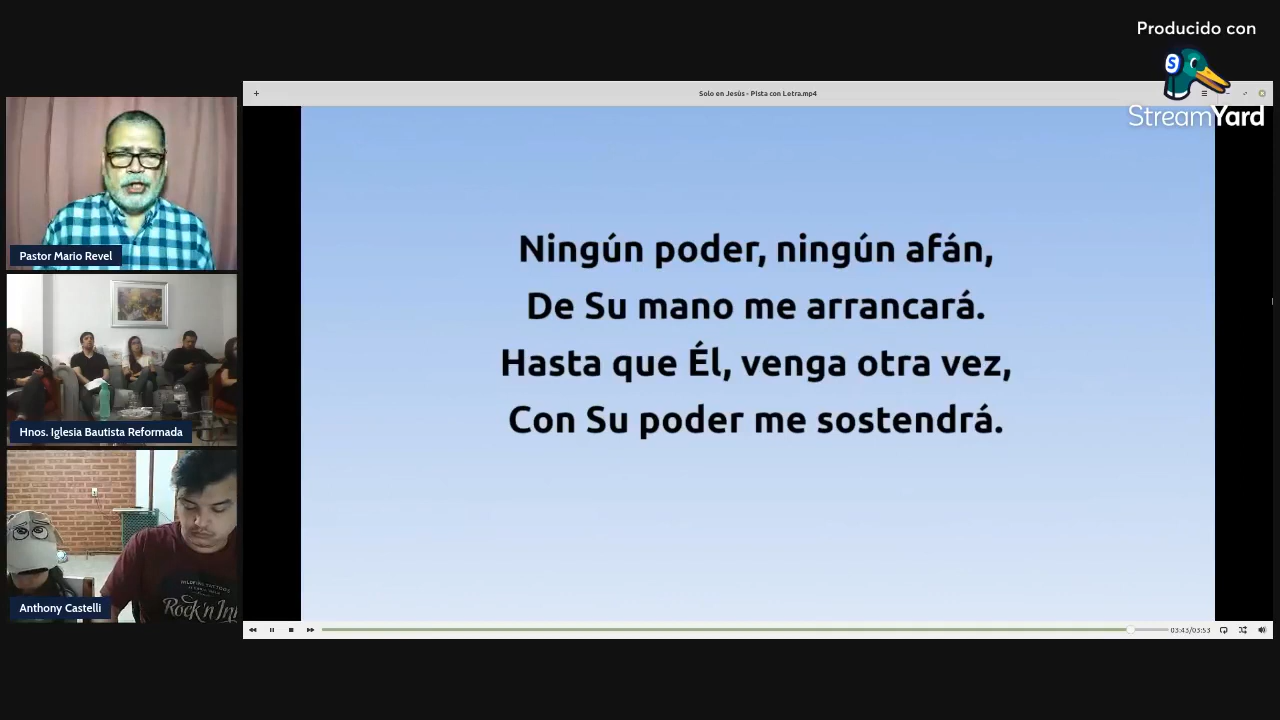 Producido con
S
StreamYard
Solo en Jesús - Pista con Letra.mp4
Ningún poder, ningún afán,
De Su mano me arrancará.
Hasta que Él, venga otra vez,
Con Su poder me sostendrá.
Pastor Mario Revel
Hnos. Iglesia Bautista Reformada
Rock'n Inn
Anthony Castelli
03:43/03:53